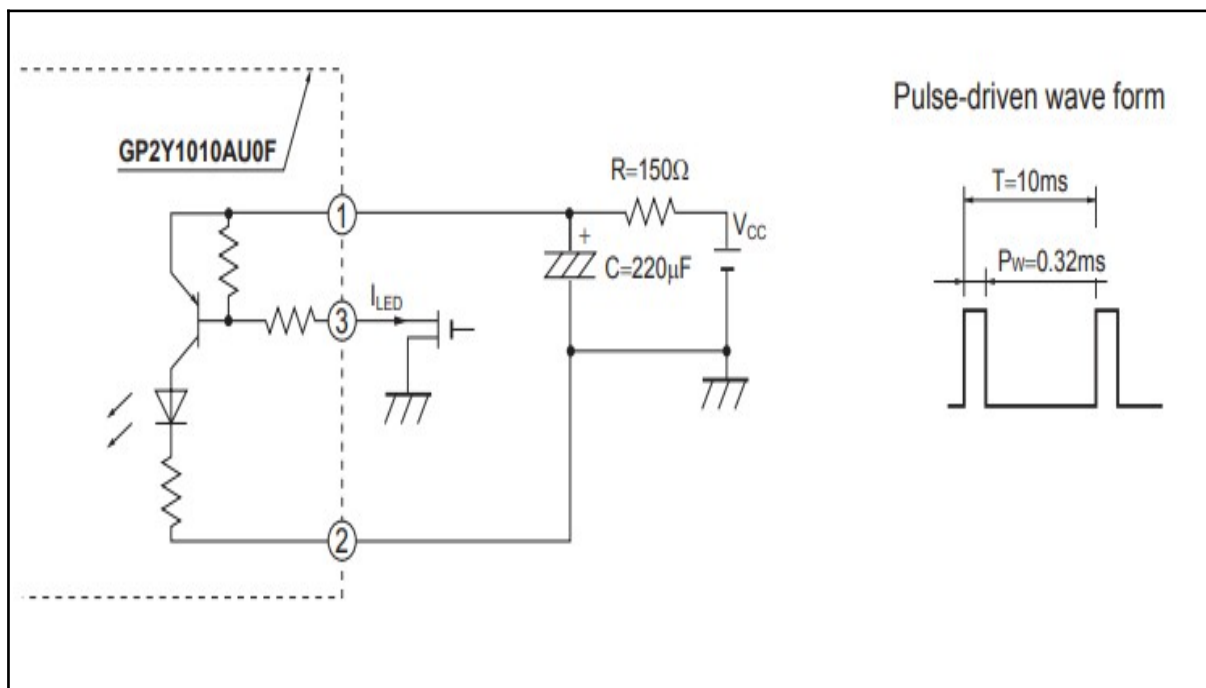 Pulse-driven wave form
GP2Y1010AU0F
R=150Ω
T=10ms
1
VCC
+
C=220μF
PW=0.32ms
ILED
3
2